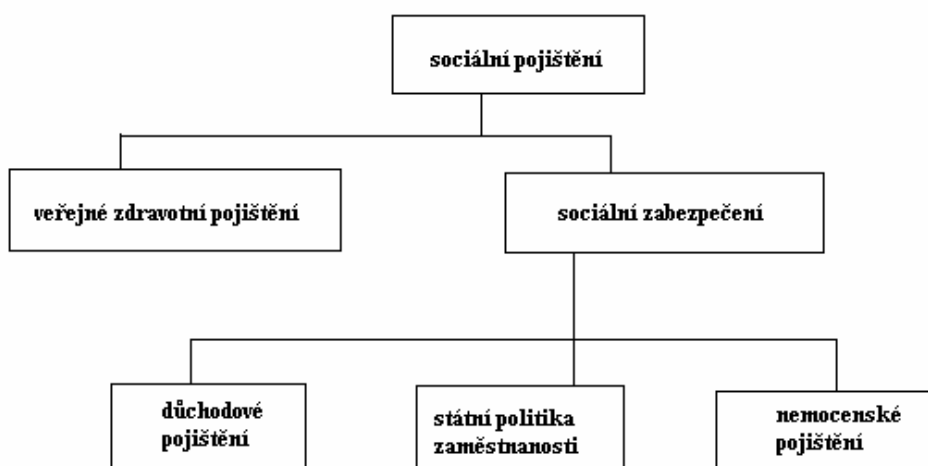 sociální pojištění
veřejné zdravotní pojištění
sociální zabezpečení
důchodové
pojištění
státní politika
zaměstnanosti
nemocenské
pojištění